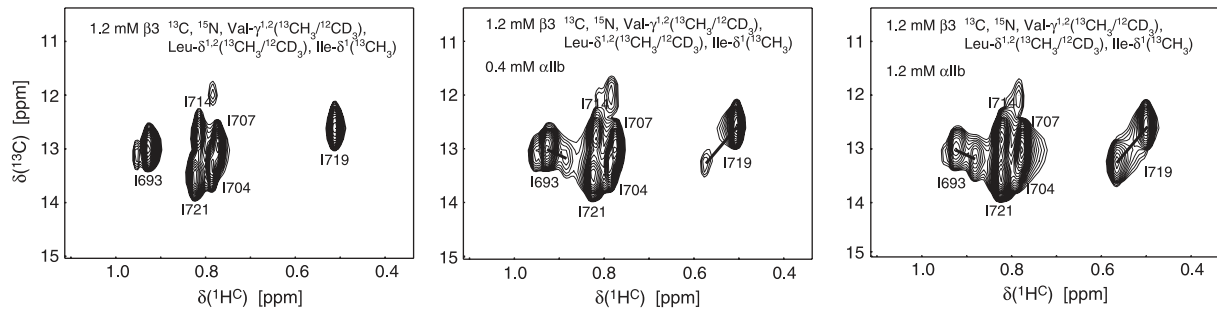 1.2 mM β3 ¹³C, ¹⁵N, Val-γ¹,²(¹³CH₃/¹²CD₃),
Leu-δ¹,²(¹³CH₃/¹²CD₃), Ile-δ¹(¹³CH₃)
11
12
13
14
15
δ(¹³C) [ppm]
I714
I707
I693
I719
I704
I721
1.0
0.8
0.6
0.4
δ(¹Hᶜ) [ppm]
1.2 mM β3 ¹³C, ¹⁵N, Val-γ¹,²(¹³CH₃/¹²CD₃),
Leu-δ¹,²(¹³CH₃/¹²CD₃), Ile-δ¹(¹³CH₃)
0.4 mM αIIb
11
12
13
14
15
I714
I707
I693
I719
I704
I721
1.0
0.8
0.6
0.4
δ(¹Hᶜ) [ppm]
1.2 mM β3 ¹³C, ¹⁵N, Val-γ¹,²(¹³CH₃/¹²CD₃),
Leu-δ¹,²(¹³CH₃/¹²CD₃), Ile-δ¹(¹³CH₃)
1.2 mM αIIb
11
12
13
14
15
I714
I707
I693
I719
I704
I721
1.0
0.8
0.6
0.4
δ(¹Hᶜ) [ppm]